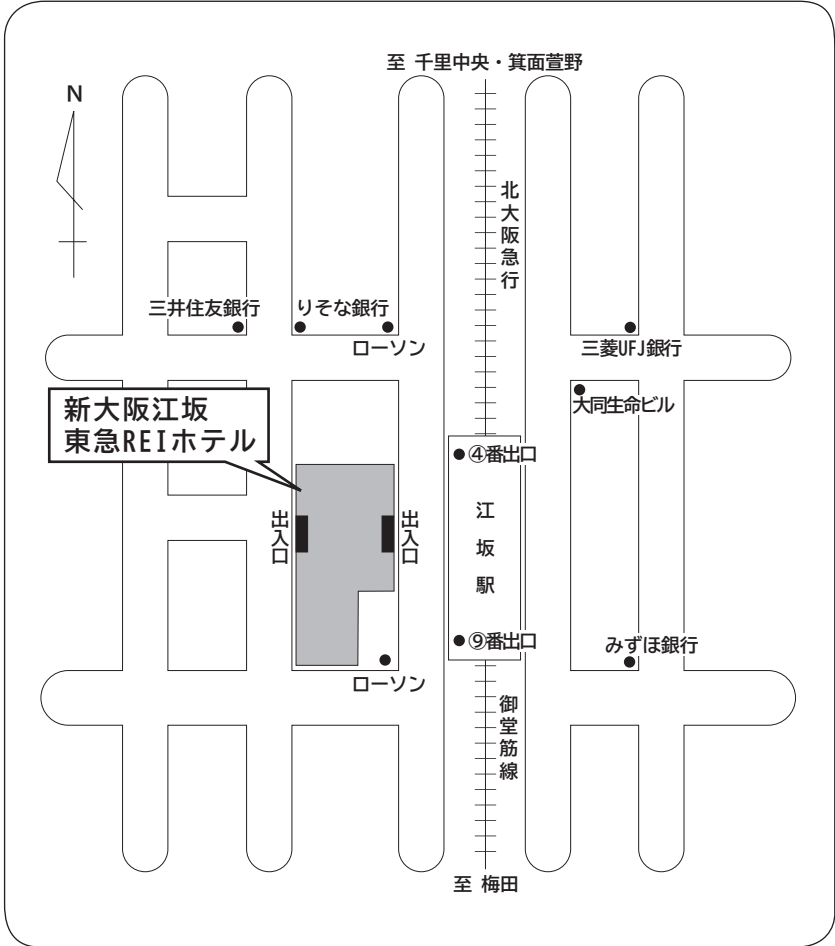 至 千里中央・箕面萱野
N
北大阪急行
三井住友銀行
りそな銀行
ローソン
三菱UFJ銀行
大同生命ビル
新大阪江坂
東急REIホテル
④番出口
出入口
出入口
江坂駅
⑨番出口
みずほ銀行
ローソン
御堂筋線
至 梅田